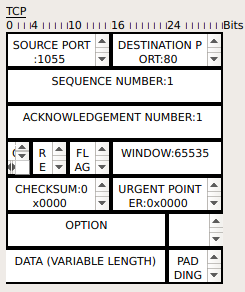 TCP
0 4 10 16 24 Bits
SOURCE PORT
:1055
DESTINATION P
ORT:80
SEQUENCE NUMBER:1
ACKNOWLEDGEMENT NUMBER:1
R
E
FL
AG
WINDOW:65535
CHECKSUM:0
x0000
URGENT POINT
ER:0x0000
OPTION
DATA (VARIABLE LENGTH)
PAD
DING